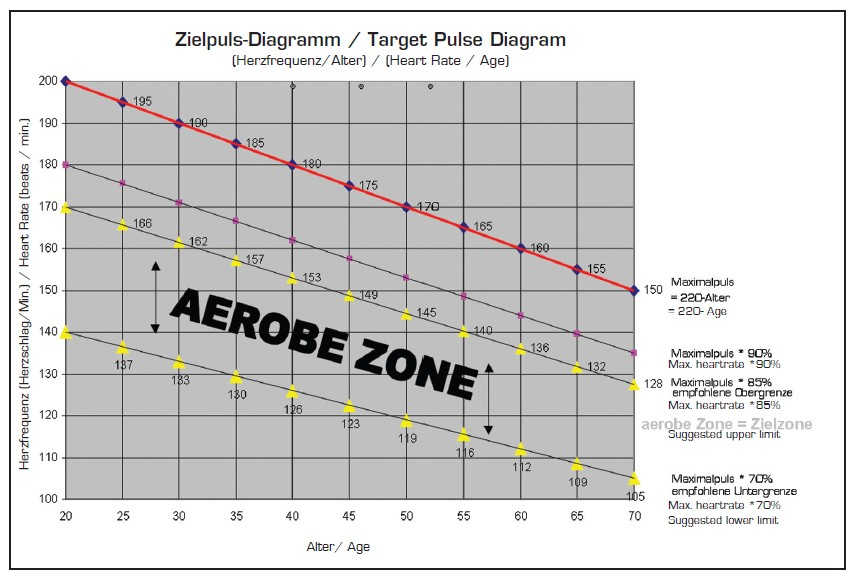 Zielpuls-Diagramm / Target Pulse Diagram
(Herzfrequenz/Alter) / (Heart Rate / Age)
Herzfrequenz (Herzschlag/Min.) / Heart Rate (beats / min.)
200
190
180
170
160
150
140
130
120
110
100
195
190
185
180
175
170
165
160
155
150
166
162
157
153
149
145
140
136
132
128
AEROBE ZONE
137
133
130
126
123
119
116
112
109
105
20 25 30 35 40 45 50 55 60 65 70
Alter/ Age
Maximalpuls
= 220-Alter
= 220- Age
Maximalpuls * 90%
Max. heartrate *90%
Maximalpuls * 85%
empfohlene Obergrenze
Max. heartrate *85%
aerobe Zone = Zielzone
Suggested upper limit
Maximalpuls * 70%
empfohlene Untergrenze
Max. heartrate *70%
Suggested lower limit